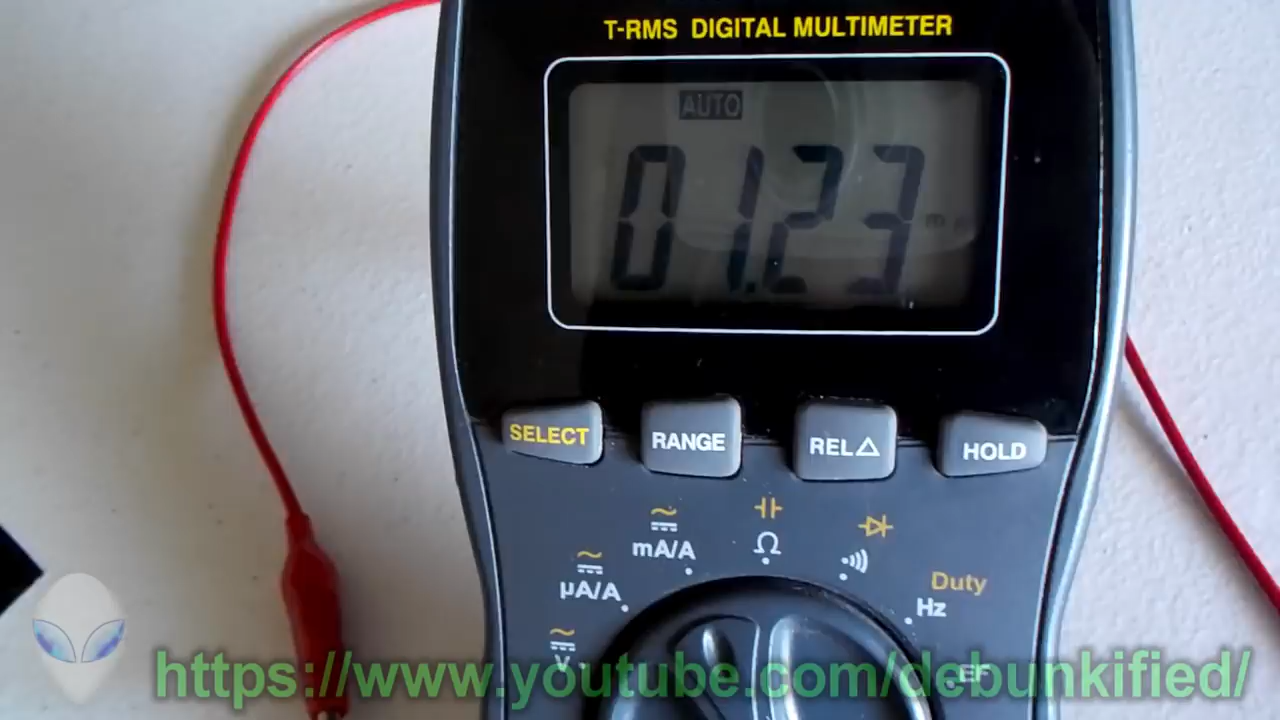 T-RMS DIGITAL MULTIMETER
AUTO
01.23
SELECT
RANGE
REL△
HOLD
mA/A
Ω
µA/A
Duty
Hz
V
EF
https://www.youtube.com/debunkified/